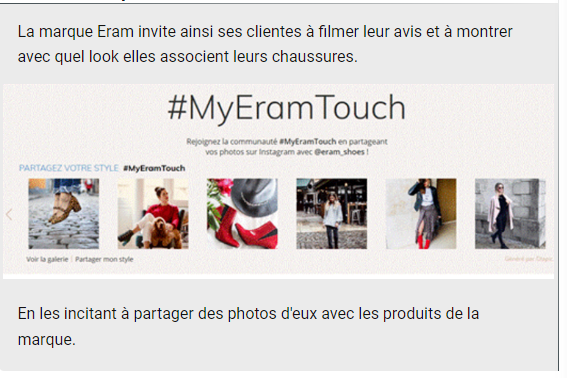 La marque Eram invite ainsi ses clientes à filmer leur avis et à montrer
avec quel look elles associent leurs chaussures.
#MyEramTouch
Rejoignez la communauté #MyEramTouch en partageant
vos photos sur Instagram avec @eram_shoes !
PARTAGEZ VOTRE STYLE #MyEramTouch
Voir la galerie | Partager mon style
Généré par
En les incitant à partager des photos d'eux avec les produits de la
marque.